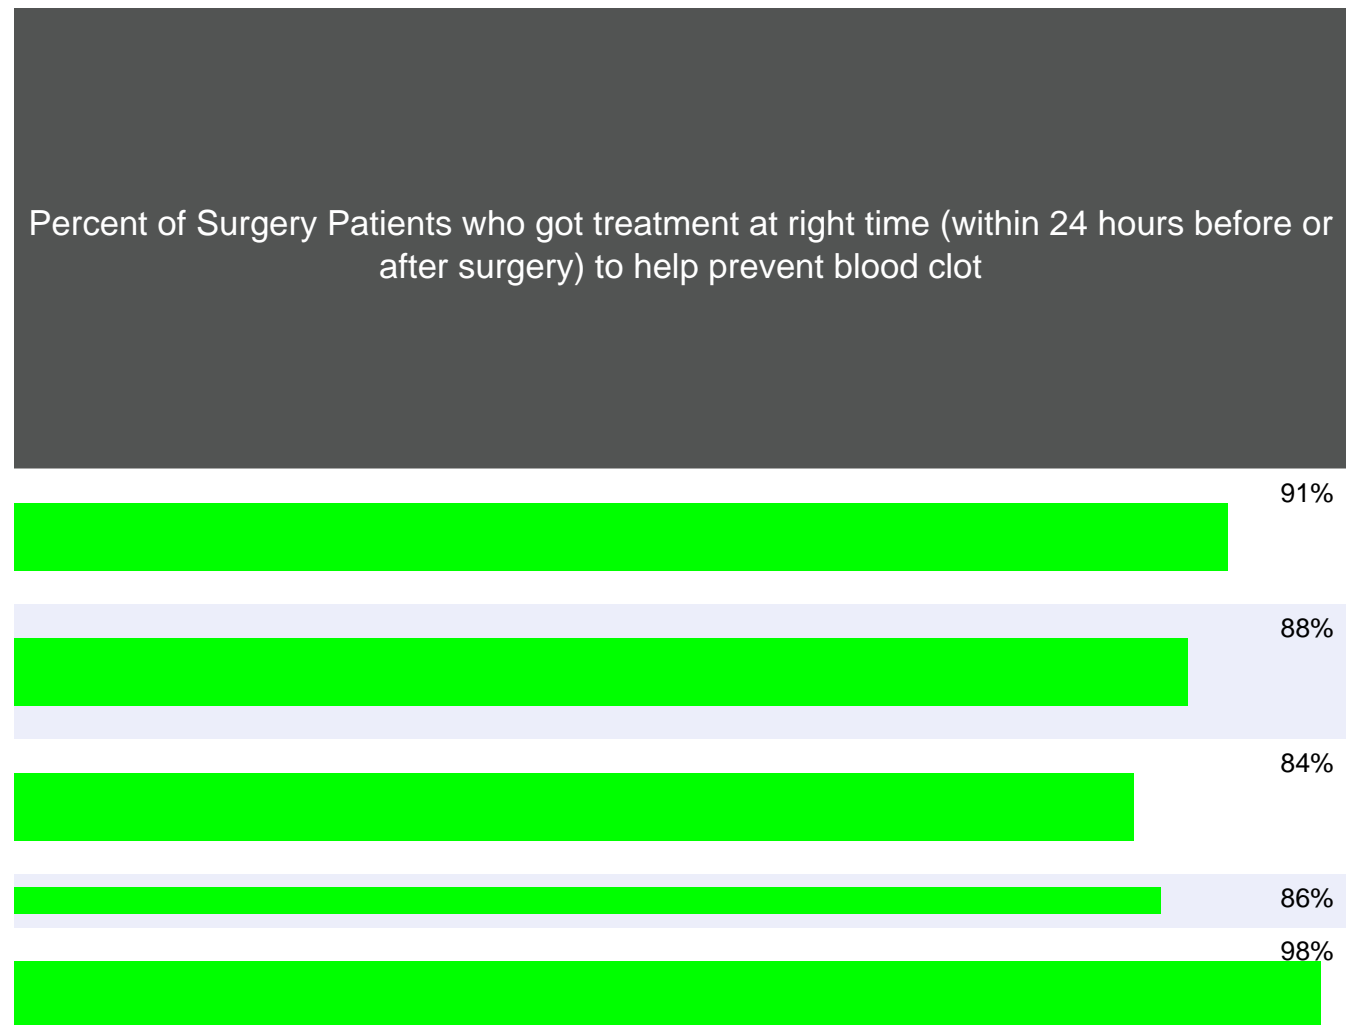 Percent of Surgery Patients who got treatment at right time (within 24 hours before or
after surgery) to help prevent blood clot
91%
88%
84%
86%
98%